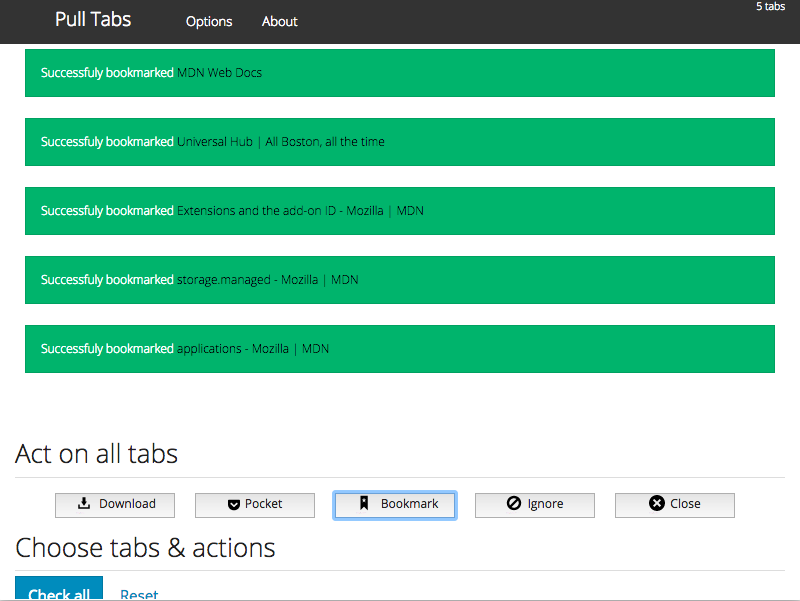 Pull Tabs Options About 5 tabs
Successfuly bookmarked MDN Web Docs
Successfuly bookmarked Universal Hub | All Boston, all the time
Successfuly bookmarked Extensions and the add-on ID - Mozilla | MDN
Successfuly bookmarked storage.managed - Mozilla | MDN
Successfuly bookmarked applications - Mozilla | MDN
Act on all tabs
Download Pocket Bookmark Ignore Close
Choose tabs & actions
Check all Reset